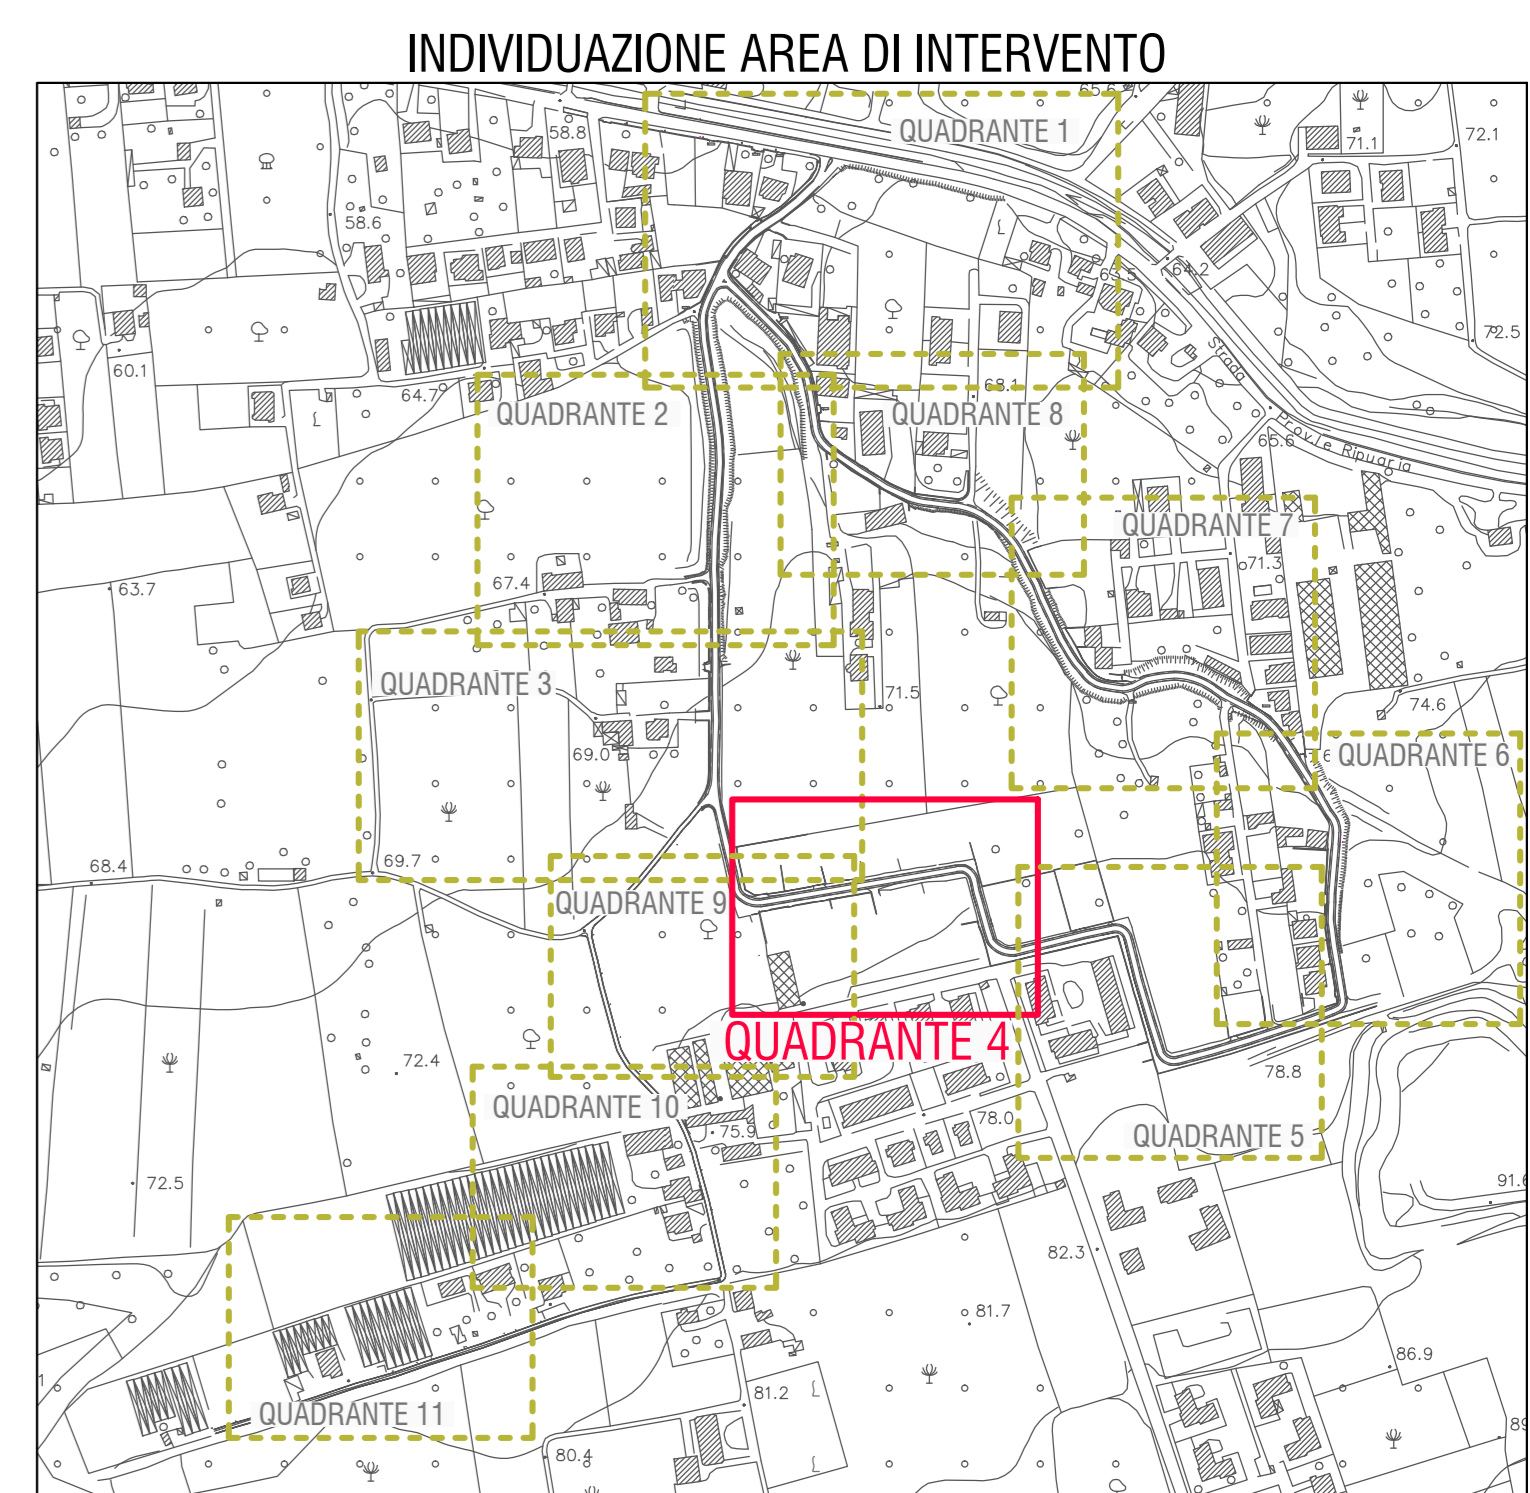 INDIVIDUAZIONE AREA DI INTERVENTO
65.6
QUADRANTE 1
58.8
71.1
72.1
58.6
64.2
63.5
72.5
60.1
Strada
64.7
68.1
QUADRANTE 2
QUADRANTE 8
65.6
Prov.le Ripuaria
QUADRANTE 7
71.3
63.7
67.4
QUADRANTE 3
71.5
74.6
69.0
QUADRANTE 6
68.4
69.7
QUADRANTE 9
QUADRANTE 4
72.4
78.8
QUADRANTE 10
78.0
75.9
QUADRANTE 5
72.5
91.6
82.3
81.7
86.9
81.2
QUADRANTE 11
80.4